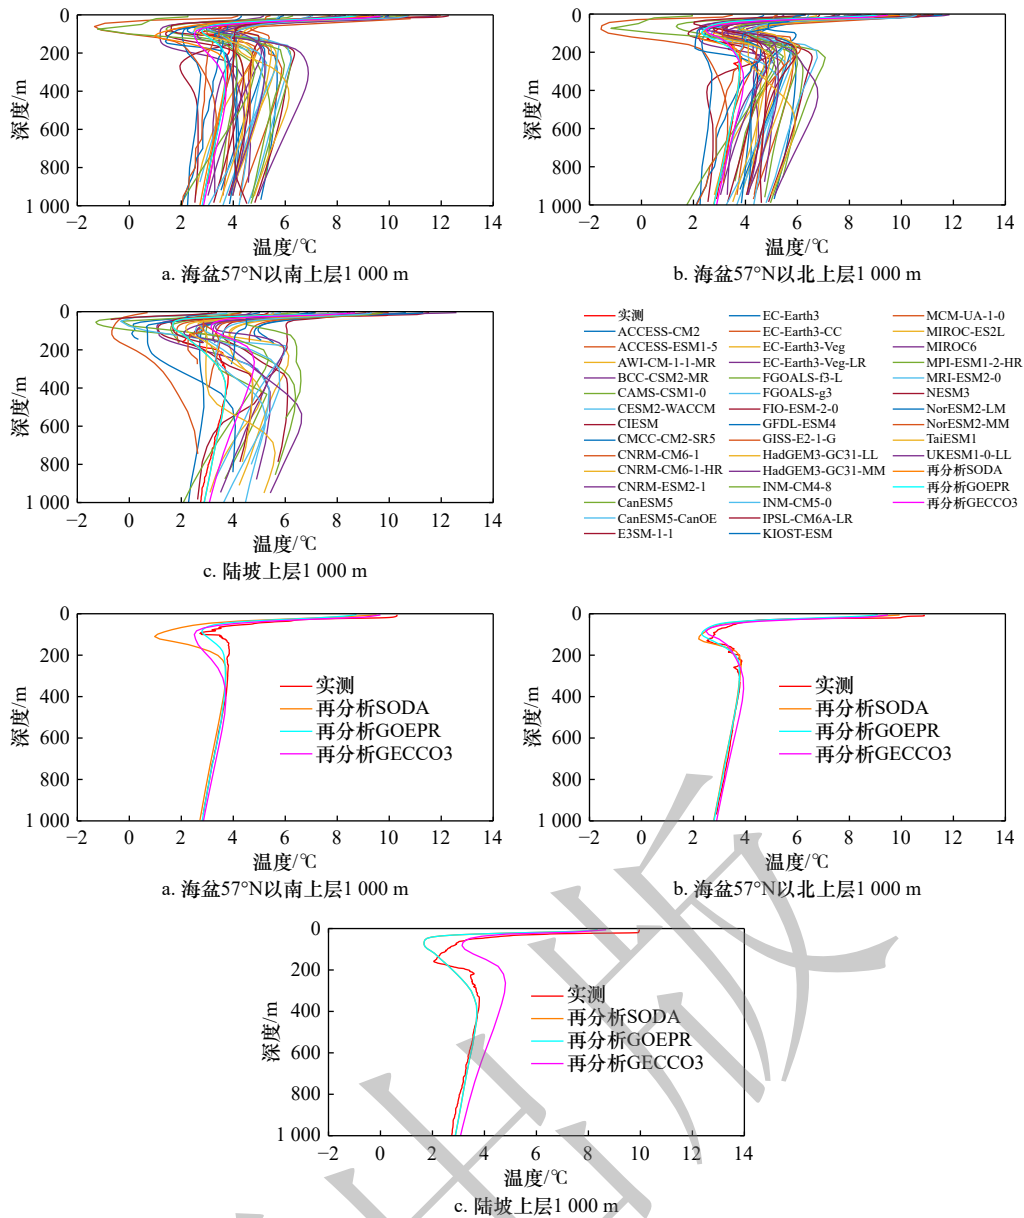 0
200
400
600
800
1 000
深度/m
−2 0 2 4 6 8 10 12 14
温度/℃
a. 海盆57°N以南上层1 000 m
0
200
400
600
800
1 000
深度/m
−2 0 2 4 6 8 10 12 14
温度/℃
b. 海盆57°N以北上层1 000 m
0
200
400
600
800
1 000
深度/m
−2 0 2 4 6 8 10 12 14
温度/℃
c. 陆坡上层1 000 m
实测
ACCESS-CM2
ACCESS-ESM1-5
AWI-CM-1-1-MR
BCC-CSM2-MR
CAMS-CSM1-0
CESM2-WACCM
CIESM
CMCC-CM2-SR5
CNRM-CM6-1
CNRM-CM6-1-HR
CNRM-ESM2-1
CanESM5
CanESM5-CanOE
E3SM-1-1
EC-Earth3
EC-Earth3-CC
EC-Earth3-Veg
EC-Earth3-Veg-LR
FGOALS-f3-L
FGOALS-g3
FIO-ESM-2-0
GFDL-ESM4
GISS-E2-1-G
HadGEM3-GC31-LL
HadGEM3-GC31-MM
INM-CM4-8
INM-CM5-0
IPSL-CM6A-LR
KIOST-ESM
MCM-UA-1-0
MIROC-ES2L
MIROC6
MPI-ESM1-2-HR
MRI-ESM2-0
NESM3
NorESM2-LM
NorESM2-MM
TaiESM1
UKESM1-0-LL
再分析SODA
再分析GOEPR
再分析GECCO3
0
200
400
600
800
1 000
深度/m
实测
再分析SODA
再分析GOEPR
再分析GECCO3
−2 0 2 4 6 8 10 12 14
温度/℃
a. 海盆57°N以南上层1 000 m
0
200
400
600
800
1 000
深度/m
实测
再分析SODA
再分析GOEPR
再分析GECCO3
−2 0 2 4 6 8 10 12 14
温度/℃
b. 海盆57°N以北上层1 000 m
0
200
400
600
800
1 000
深度/m
实测
再分析SODA
再分析GOEPR
再分析GECCO3
−2 0 2 4 6 8 10 12 14
温度/℃
c. 陆坡上层1 000 m
出版